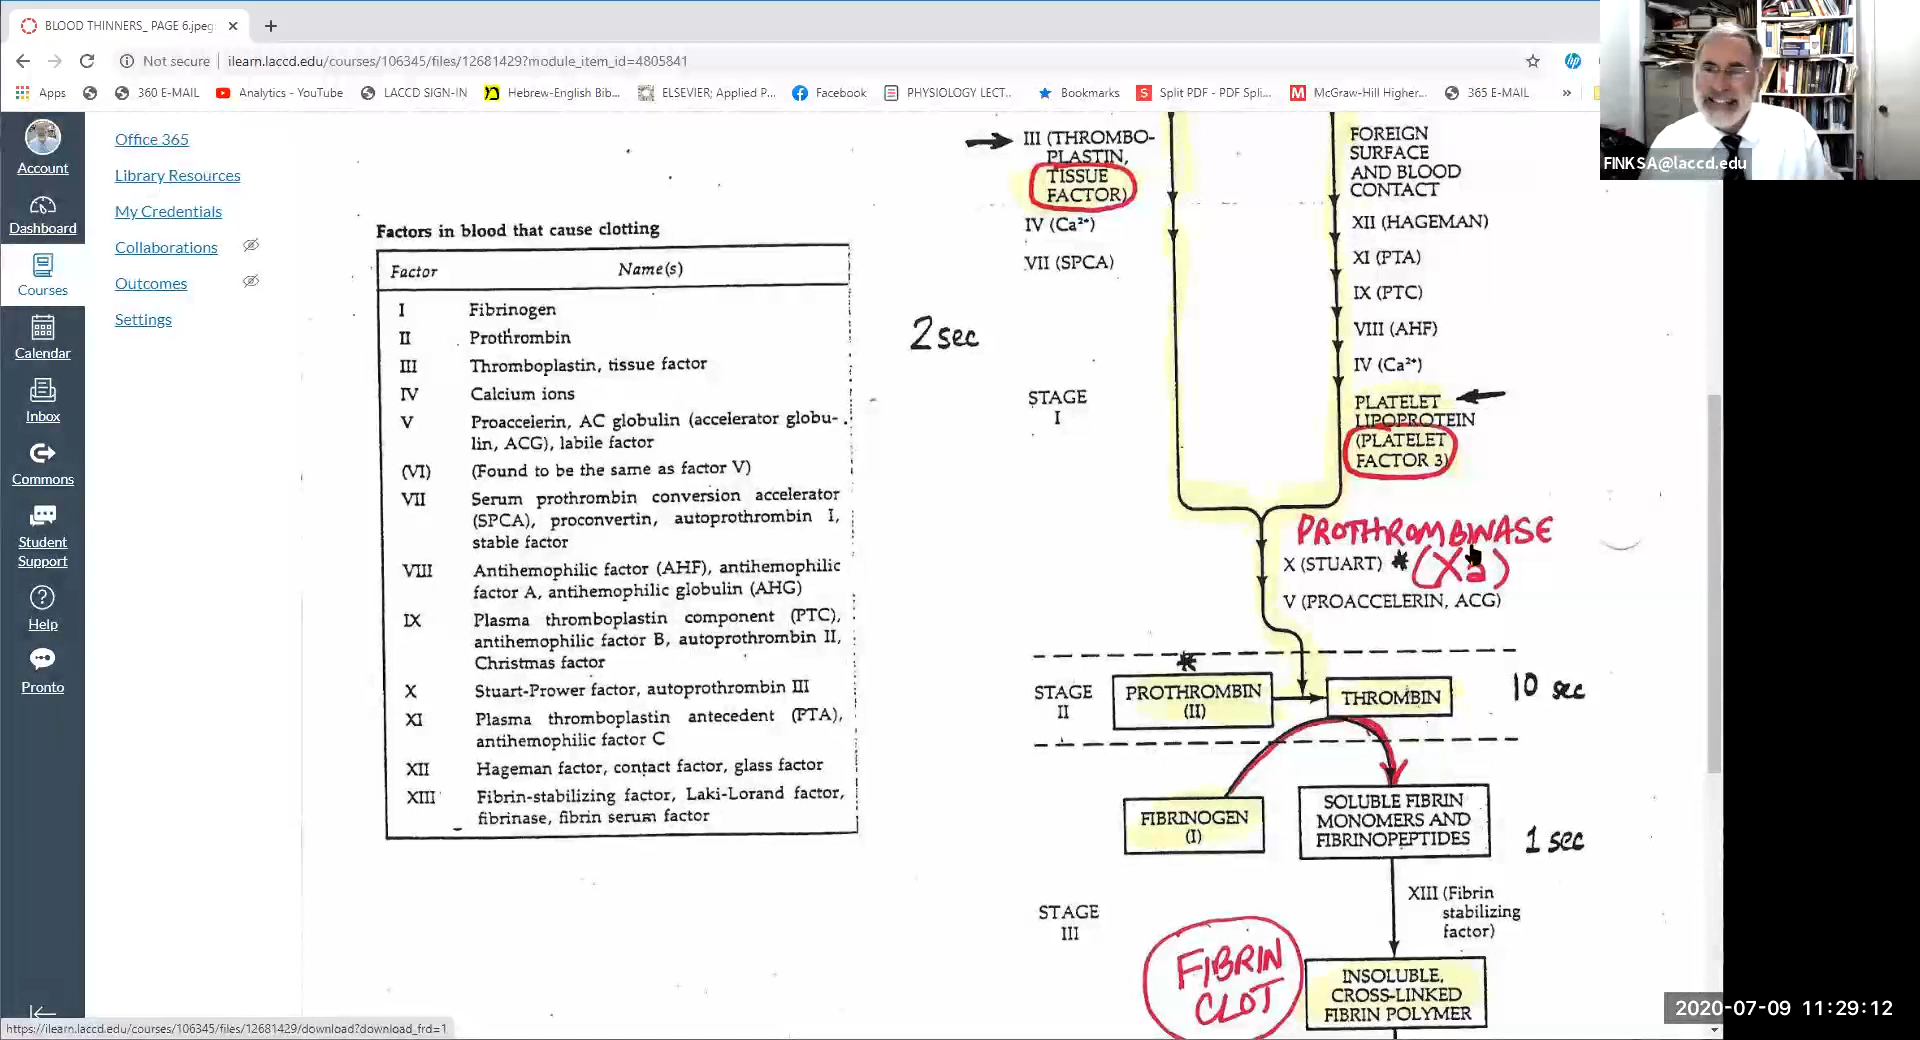 BLOOD THINNERS_ PAGE 6.jpeg
Not secure
ilearn.laccd.edu/courses/106345/files/12681429?module_item_id=4805841
Apps
360 E-MAIL
Analytics - YouTube
LACCD SIGN-IN
Hebrew-English Bib...
ELSEVIER; Applied P...
Facebook
PHYSIOLOGY LECT...
Bookmarks
Split PDF - PDF Spli...
McGraw-Hill Higher...
365 E-MAIL
»
FINKSA@laccd.edu
Account
Dashboard
Courses
Calendar
Inbox
Commons
Student
Support
Help
Pronto
Office 365
Library Resources
My Credentials
Collaborations
Outcomes
Settings
Factors in blood that cause clotting
Factor Name(s)
I Fibrinogen
II Prothrombin
III Thromboplastin, tissue factor
IV Calcium ions
V Proaccelerin, AC globulin (accelerator globu-
lin, ACG), labile factor
(VI) (Found to be the same as factor V)
VII Serum prothrombin conversion accelerator
(SPCA), proconvertin, autoprothrombin I,
stable factor
VIII Antihemophilic factor (AHF), antihemophilic
factor A, antihemophilic globulin (AHG)
IX Plasma thromboplastin component (PTC),
antihemophilic factor B, autoprothrombin II,
Christmas factor
X Stuart-Prower factor, autoprothrombin III
XI Plasma thromboplastin antecedent (PTA),
antihemophilic factor C
XII Hageman factor, contact factor, glass factor
XIII Fibrin-stabilizing factor, Laki-Lorand factor,
fibrinase, fibrin serum factor
2 sec
III (THROMBO-
PLASTIN,
TISSUE
FACTOR)
IV (Ca²⁺)
VII (SPCA)
FOREIGN
SURFACE
AND BLOOD
CONTACT
XII (HAGEMAN)
XI (PTA)
IX (PTC)
VIII (AHF)
IV (Ca²⁺)
PLATELET
LIPOPROTEIN
(PLATELET
FACTOR 3)
STAGE
I
PROTHROMBINASE
X (STUART) * (Xa)
V (PROACCELERIN, ACG)
*
STAGE
II
PROTHROMBIN
(II)
THROMBIN
10 sec
FIBRINOGEN
(I)
SOLUBLE FIBRIN
MONOMERS AND
FIBRINOPEPTIDES
1 sec
XIII (Fibrin
stabilizing
factor)
STAGE
III
FIBRIN
CLOT
INSOLUBLE,
CROSS-LINKED
FIBRIN POLYMER
2020-07-09 11:29:12
https://ilearn.laccd.edu/courses/106345/files/12681429/download?download_frd=1